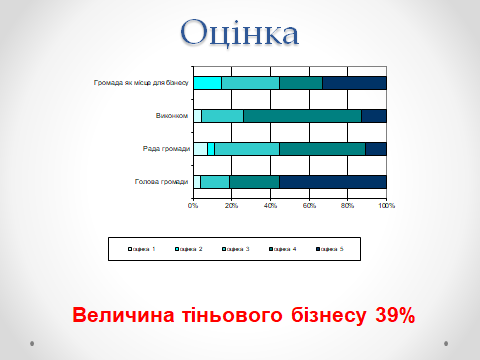 Оцінка
Громада як місце для бізнесу
Виконком
Рада громади
Голова громади
0% 20% 40% 60% 80% 100%
оцінка 1 оцінка 2 оцінка 3 оцінка 4 оцінка 5
Величина тіньового бізнесу 39%